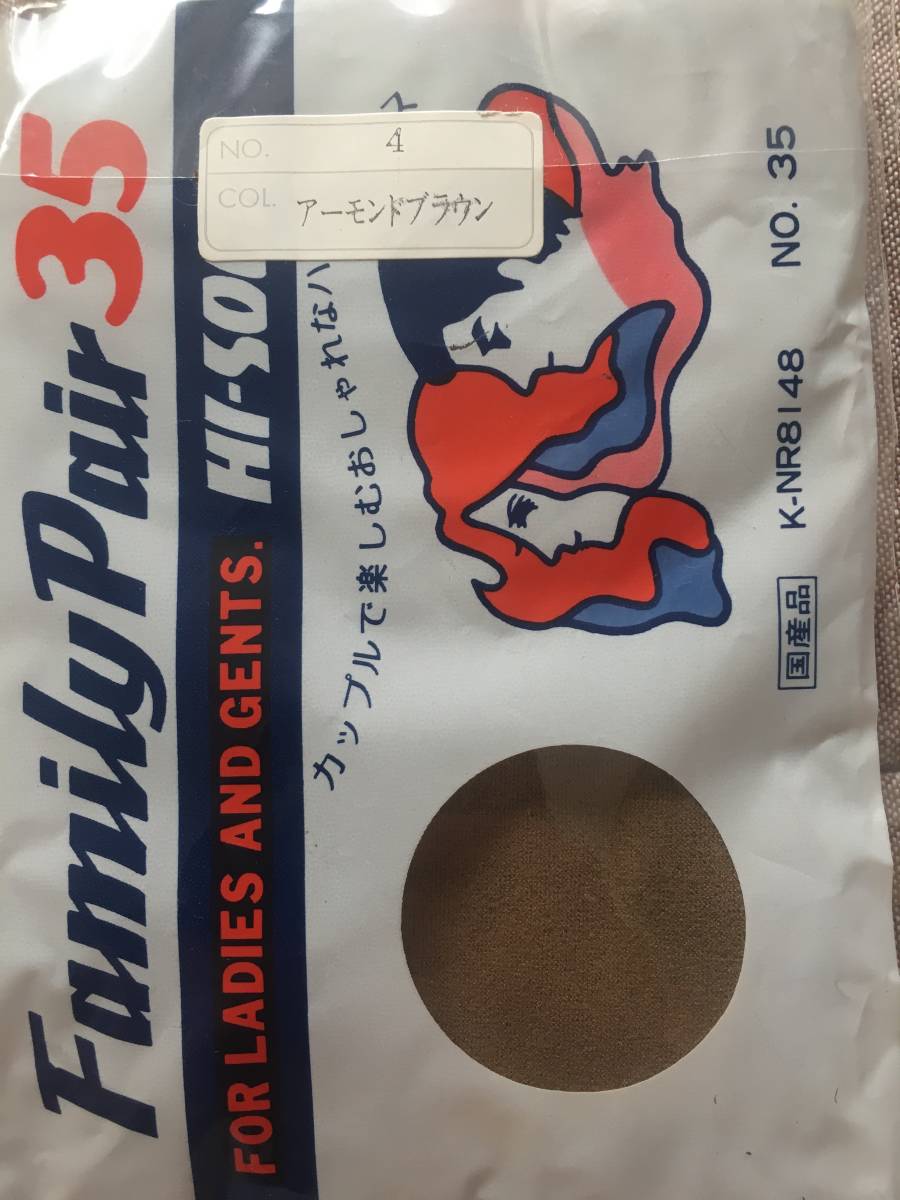 Family Pair 35
FOR LADIES AND GENTS. HI-SO
カップルで楽しむおしゃれなハ
NO. 4
COL. アーモンドブラウン
国産品 K-NR8148 NO. 35